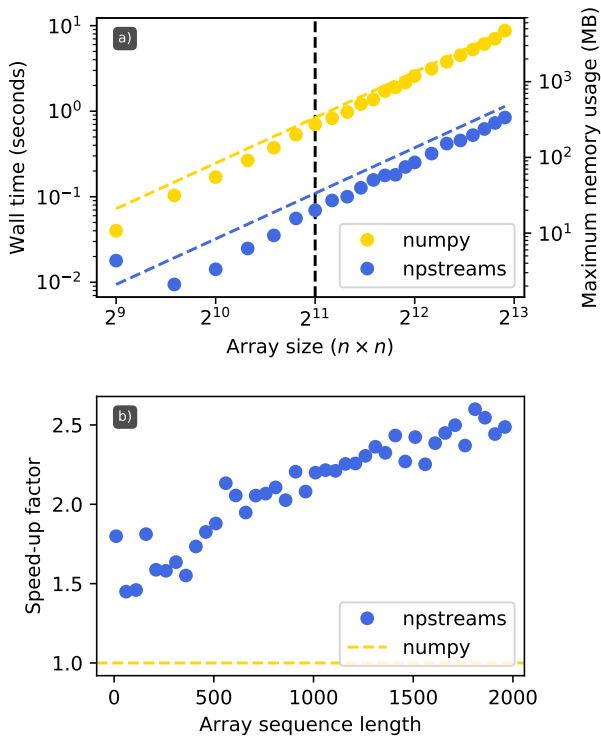 a)
10^1
10^0
10^-1
10^-2
Wall time (seconds)
10^3
10^2
10^1
Maximum memory usage (MB)
numpy
npstreams
2^9
2^10
2^11
2^12
2^13
Array size (n × n)
b)
2.5
2.0
1.5
1.0
Speed-up factor
npstreams
numpy
0
500
1000
1500
2000
Array sequence length